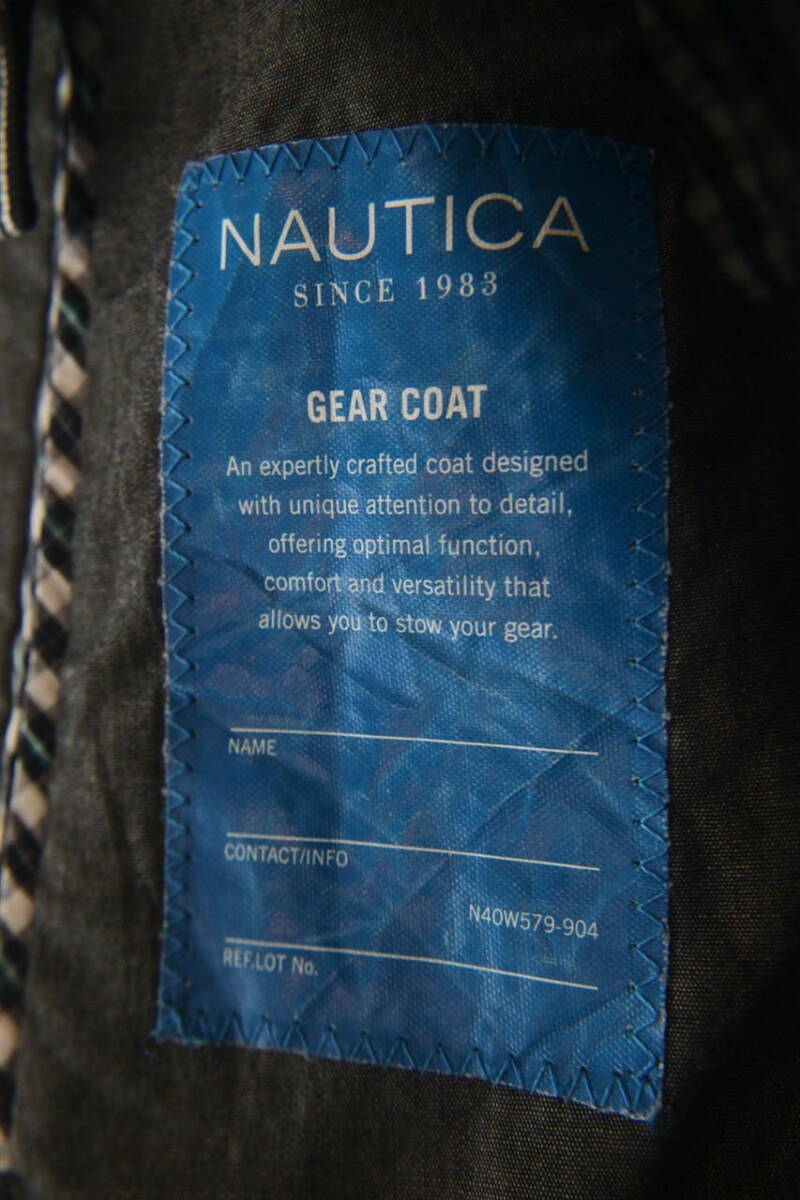 NAUTICA
SINCE 1983
GEAR COAT
An expertly crafted coat designed
with unique attention to detail,
offering optimal function,
comfort and versatility that
allows you to stow your gear.
NAME
CONTACT/INFO
N40W579-904
REF.LOT No.